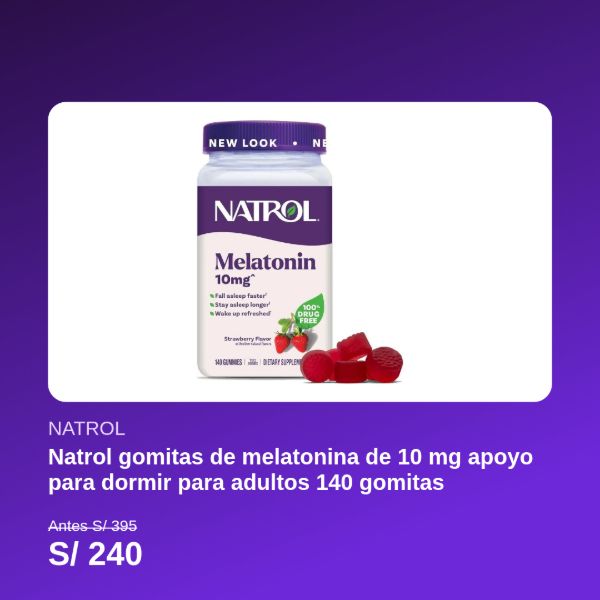 NEW LOOK • NE
NATROL
Melatonin
10mg^
Fall asleep faster†
Stay asleep longer†
Wake up refreshed†
100%
DRUG
FREE
Strawberry Flavor
140 GUMMIES | DIETARY SUPPLEMENT
NATROL
Natrol gomitas de melatonina de 10 mg apoyo
para dormir para adultos 140 gomitas
Antes S/ 395
S/ 240